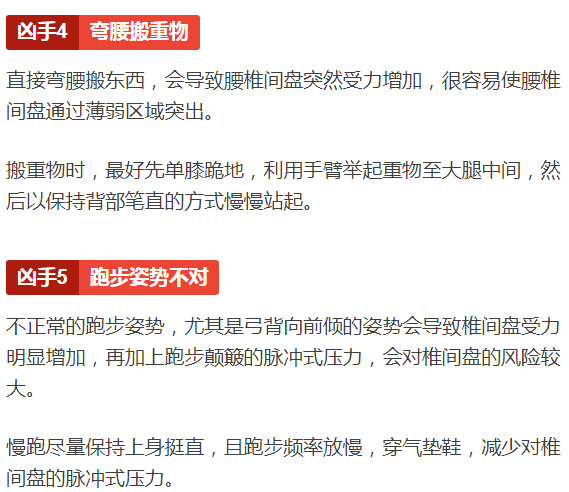 凶手4 弯腰搬重物
直接弯腰搬东西，会导致腰椎间盘突然受力增加，很容易使腰椎
间盘通过薄弱区域突出。
搬重物时，最好先单膝跪地，利用手臂举起重物至大腿中间，然
后以保持背部笔直的方式慢慢站起。
凶手5 跑步姿势不对
不正常的跑步姿势，尤其是弓背向前倾的姿势会导致椎间盘受力
明显增加，再加上跑步颠簸的脉冲式压力，会对椎间盘的风险较
大。
慢跑尽量保持上身挺直，且跑步频率放慢，穿气垫鞋，减少对椎
间盘的脉冲式压力。